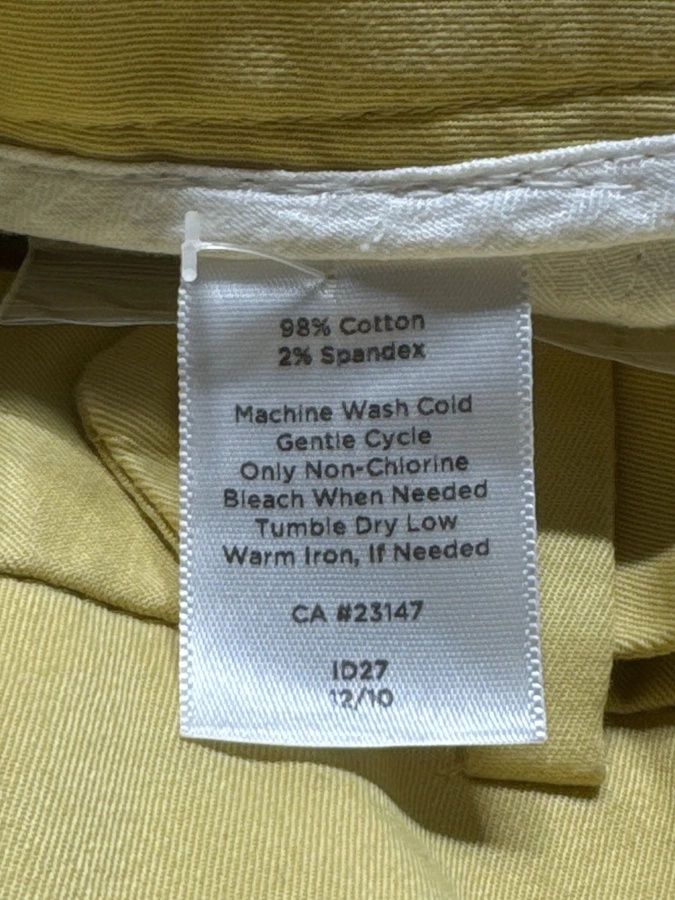 98% Cotton
2% Spandex
Machine Wash Cold
Gentle Cycle
Only Non-Chlorine
Bleach When Needed
Tumble Dry Low
Warm Iron, If Needed
CA #23147
ID27
12/10